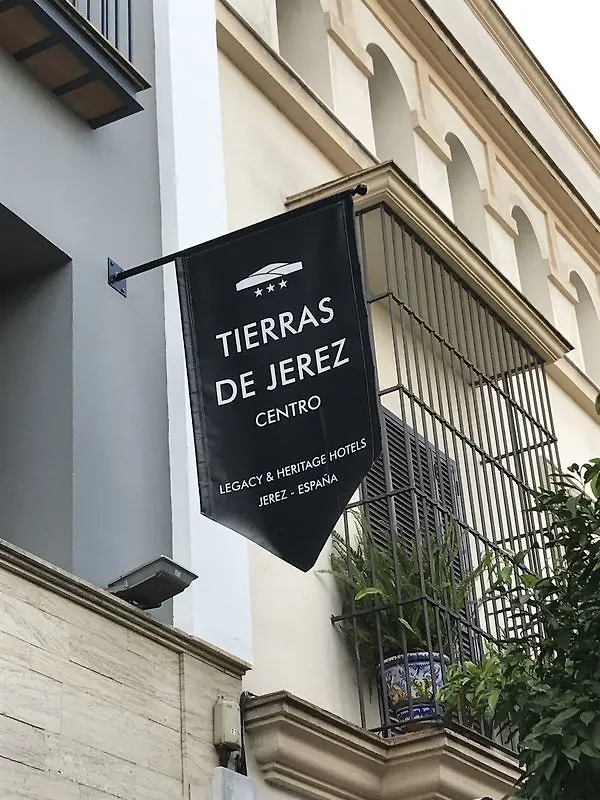 TIERRAS
DE JEREZ
CENTRO
LEGACY & HERITAGE HOTELS
JEREZ - ESPAÑA